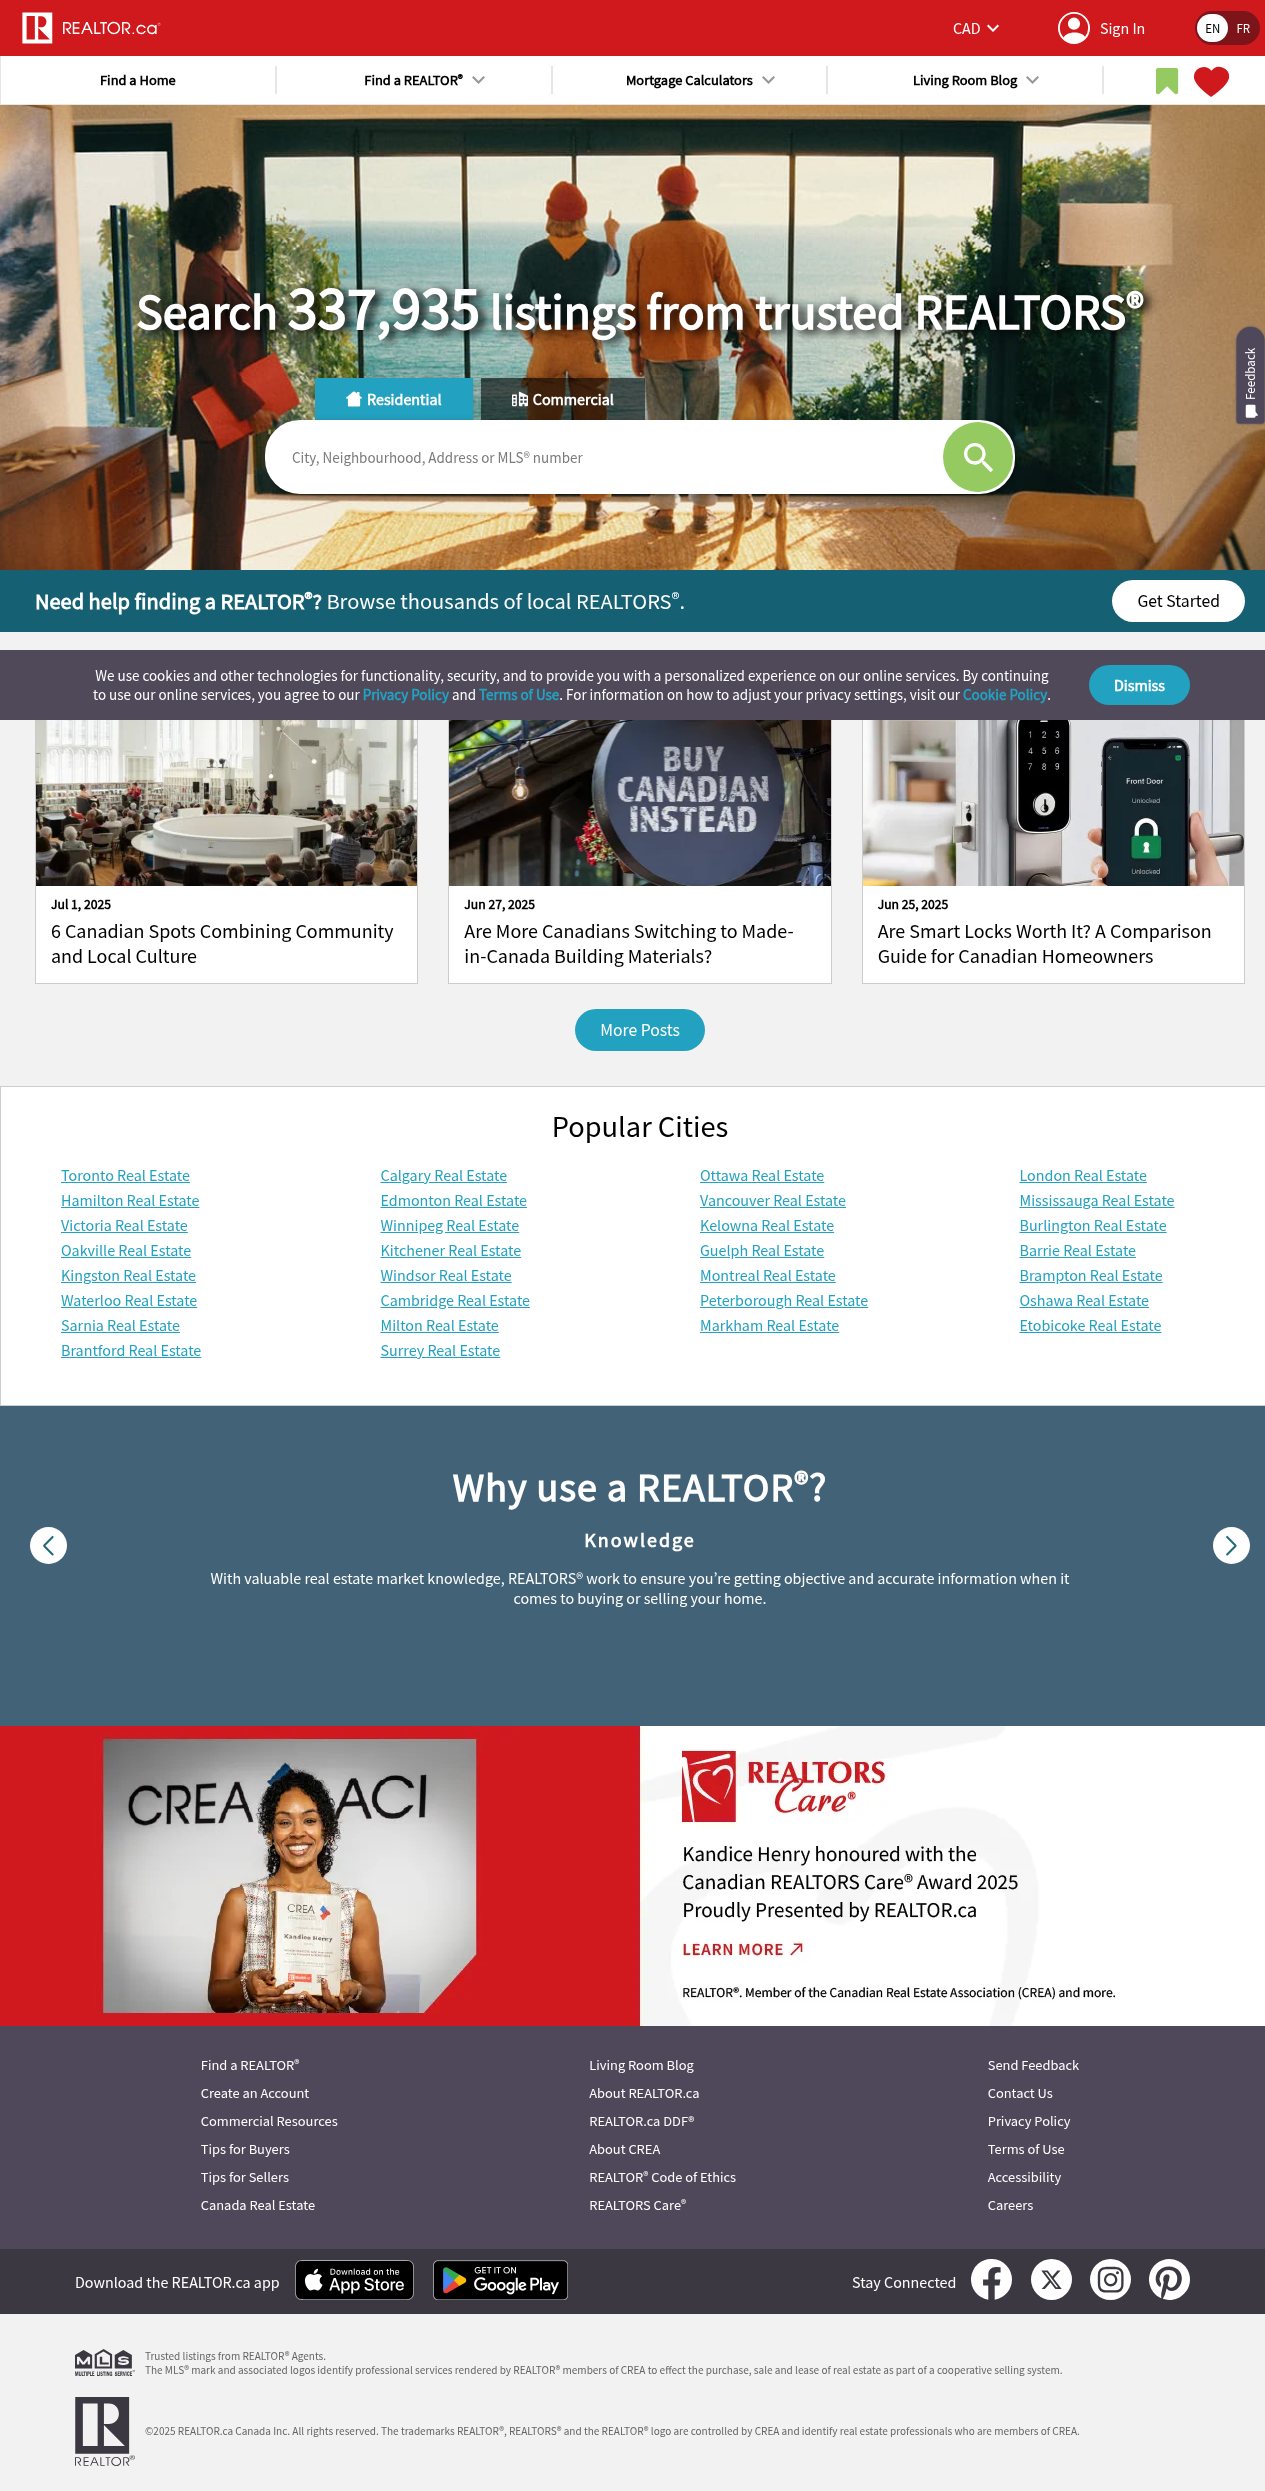 REALTOR.ca
CAD
Sign In
EN FR
Find a Home
Find a REALTOR®
Mortgage Calculators
Living Room Blog
Search 337,935 listings from trusted REALTORS®
Feedback
Residential
Commercial
City, Neighbourhood, Address or MLS® number
Need help finding a REALTOR®? Browse thousands of local REALTORS®.
Get Started
We use cookies and other technologies for functionality, security, and to provide you with a personalized experience on our online services. By continuing
to use our online services, you agree to our Privacy Policy and Terms of Use. For information on how to adjust your privacy settings, visit our Cookie Policy.
Dismiss
BUY
CANADIAN
INSTEAD
1 2 3
4 5 6
7 8 9
Front Door
Unlocked
Unlocked
Jul 1, 2025
6 Canadian Spots Combining Community
and Local Culture
Jun 27, 2025
Are More Canadians Switching to Made-
in-Canada Building Materials?
Jun 25, 2025
Are Smart Locks Worth It? A Comparison
Guide for Canadian Homeowners
More Posts
Popular Cities
Toronto Real Estate
Calgary Real Estate
Ottawa Real Estate
London Real Estate
Hamilton Real Estate
Edmonton Real Estate
Vancouver Real Estate
Mississauga Real Estate
Victoria Real Estate
Winnipeg Real Estate
Kelowna Real Estate
Burlington Real Estate
Oakville Real Estate
Kitchener Real Estate
Guelph Real Estate
Barrie Real Estate
Kingston Real Estate
Windsor Real Estate
Montreal Real Estate
Brampton Real Estate
Waterloo Real Estate
Cambridge Real Estate
Peterborough Real Estate
Oshawa Real Estate
Sarnia Real Estate
Milton Real Estate
Markham Real Estate
Etobicoke Real Estate
Brantford Real Estate
Surrey Real Estate
Why use a REALTOR®?
Knowledge
With valuable real estate market knowledge, REALTORS® work to ensure you’re getting objective and accurate information when it
comes to buying or selling your home.
CREA ACI
CREA
Kandice Henry
REALTORS
Care®
Kandice Henry honoured with the
Canadian REALTORS Care® Award 2025
Proudly Presented by REALTOR.ca
LEARN MORE
REALTOR®. Member of the Canadian Real Estate Association (CREA) and more.
Find a REALTOR®
Create an Account
Commercial Resources
Tips for Buyers
Tips for Sellers
Canada Real Estate
Living Room Blog
About REALTOR.ca
REALTOR.ca DDF®
About CREA
REALTOR® Code of Ethics
REALTORS Care®
Send Feedback
Contact Us
Privacy Policy
Terms of Use
Accessibility
Careers
Download the REALTOR.ca app
Download on the
App Store
GET IT ON
Google Play
Stay Connected
MLS
MULTIPLE LISTING SERVICE®
Trusted listings from REALTOR® Agents.
The MLS® mark and associated logos identify professional services rendered by REALTOR® members of CREA to effect the purchase, sale and lease of real estate as part of a cooperative selling system.
R
REALTOR®
©2025 REALTOR.ca Canada Inc. All rights reserved. The trademarks REALTOR®, REALTORS® and the REALTOR® logo are controlled by CREA and identify real estate professionals who are members of CREA.